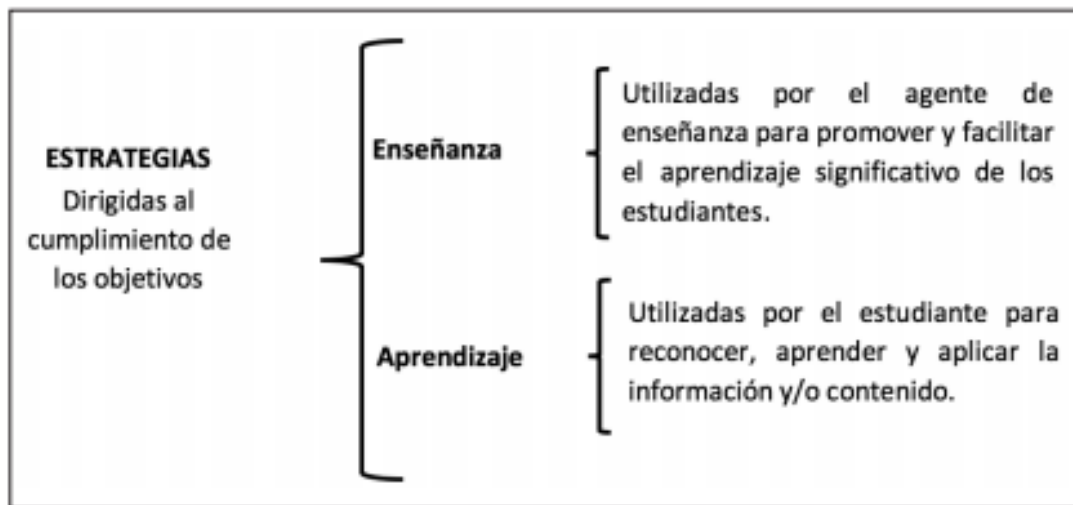 ESTRATEGIAS
Dirigidas al
cumplimiento de
los objetivos
Enseñanza
Utilizadas por el agente de
enseñanza para promover y facilitar
el aprendizaje significativo de los
estudiantes.
Aprendizaje
Utilizadas por el estudiante para
reconocer, aprender y aplicar la
información y/o contenido.